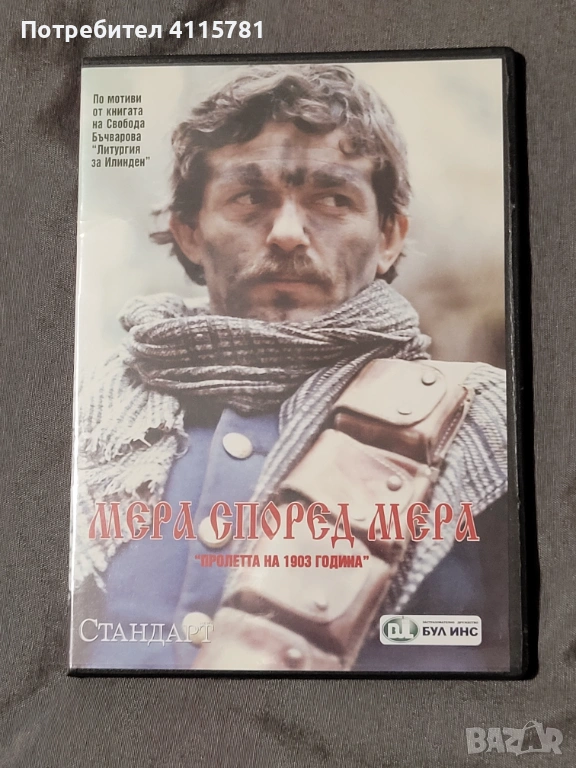 Потребител 4115781
По мотиви
от книгата
на Свобода
Бъчварова
"Литургия
за Илинден"
МЕРА СПОРЕД МЕРА
"ПРОЛЕТТА НА 1903 ГОДИНА"
СТАНДАРТ
БУЛ ИНС
BAZAR